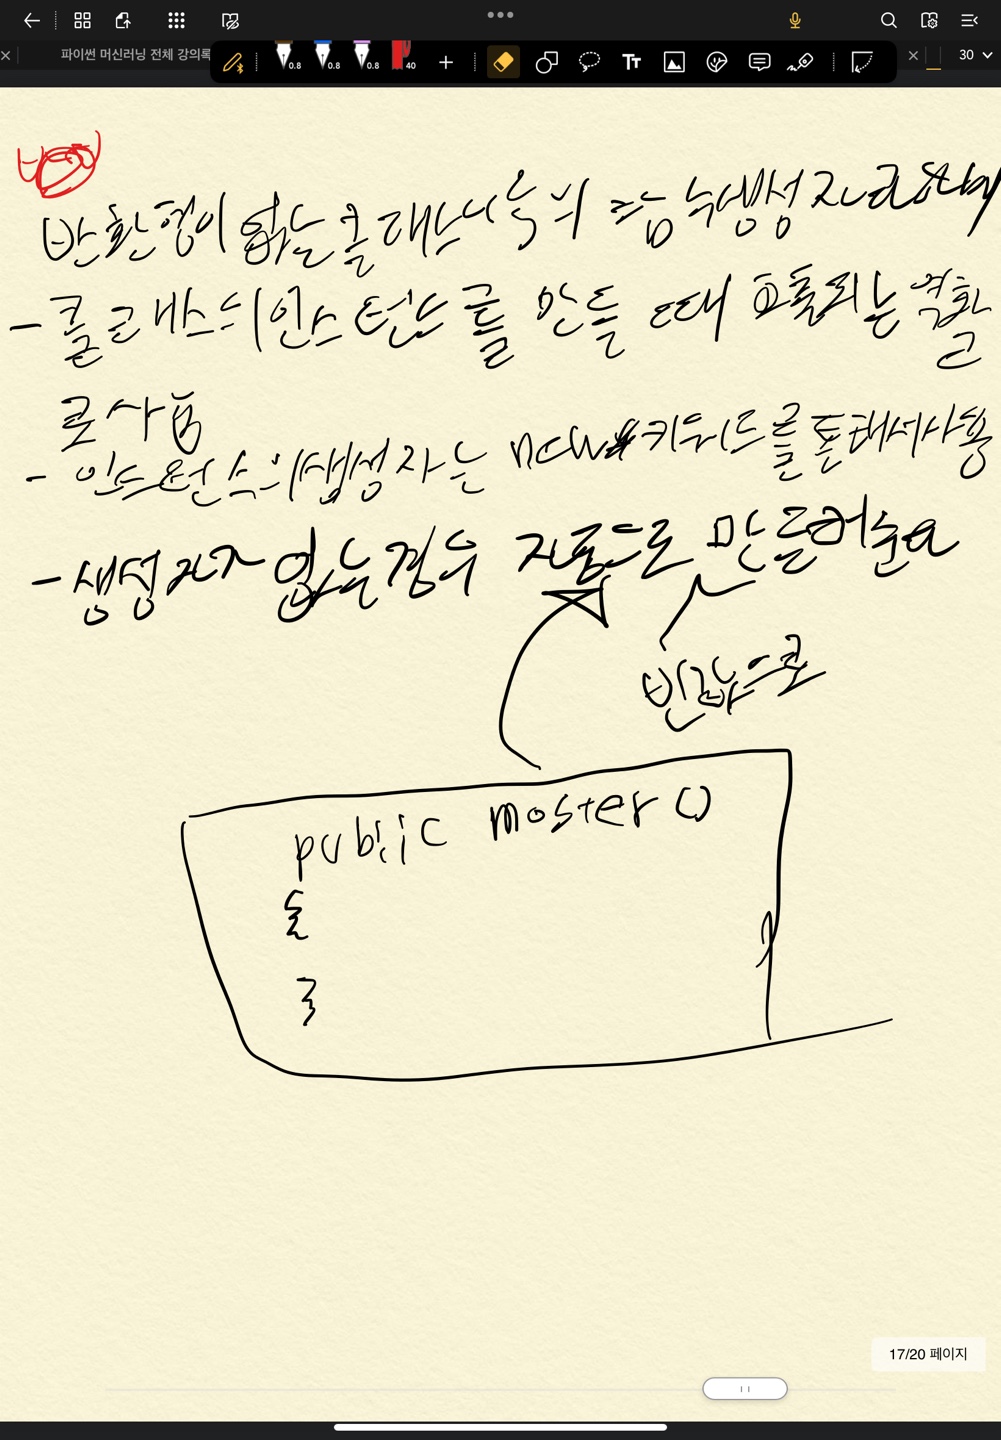 파이썬 머신러닝 전체 강의록
0.8 0.8 0.8 40 Tт 30
반환형이 없는 클래스 의 함수생성자라
- 클래스의인스턴스를 만들 때 호출되는 역할
로사용
- 인스턴스의생성자는 new 키워드를통해서사용
- 생성자가 없는경우 자동으로 만들어줘요
빈값으로
public moster ()
{
}
17/20 페이지